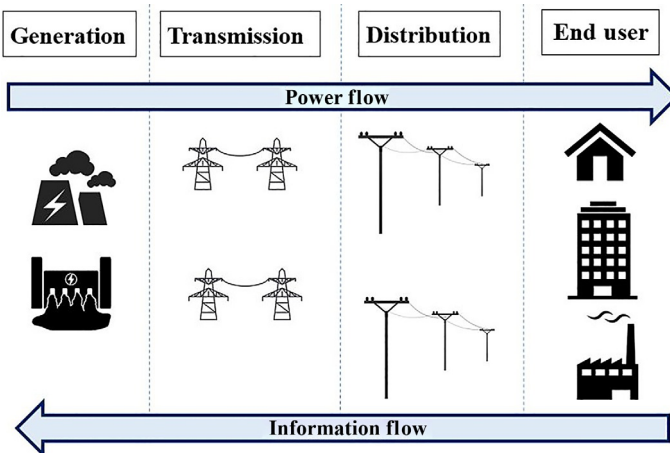 Generation
Transmission
Distribution
End user
Power flow
Information flow